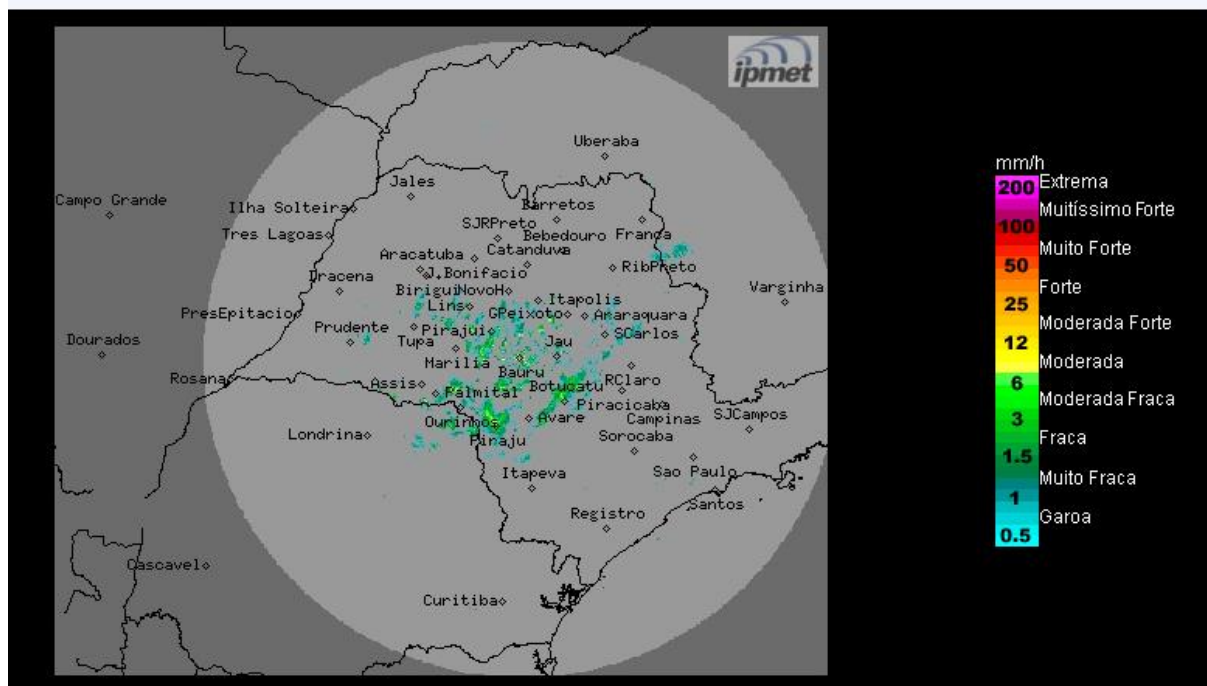 ipmet
Uberaba
Jales
Campo Grande
Ilha Solteira
Barretos
SJRPreto
Tres Lagoas
Bebedouro Franca
Catanduva
Aracatuba
J.Bonifacio
RibPreto
Dracena
Birigui NovoH
Varginha
Itapolis
Lins
PresEpitacio
GPeixoto
Araraquara
Prudente
Pirajui
SCarlos
Dourados
Tupa
Jau
Marilia
Bauru
Rosana
Assis
Botucatu
RClaro
Palmital
Piracicaba
SJCampos
Ourinhos
Avare
Campinas
Londrina
Piraju
Sorocaba
Itapeva
Sao Paulo
Santos
Registro
Cascavel
Curitiba
mm/h
200 Extrema
Muitíssimo Forte
100
Muito Forte
50
Forte
25
Moderada Forte
12
Moderada
6
Moderada Fraca
3
Fraca
1.5
Muito Fraca
1
Garoa
0.5